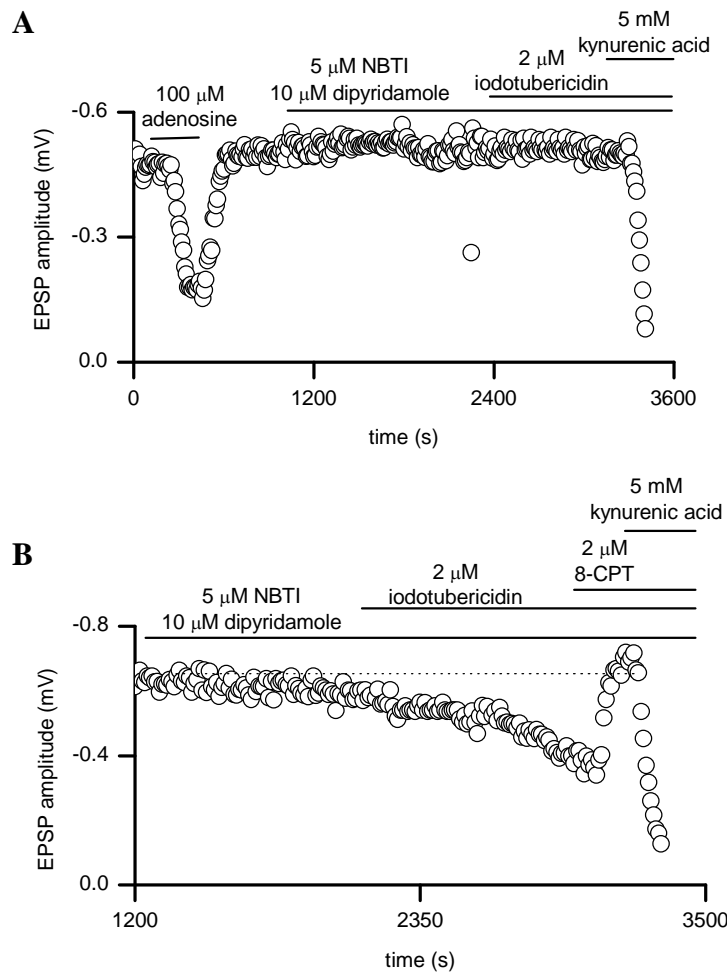 A
5 mM
kynurenic acid
5 μM NBTI
2 μM
100 μM
10 μM dipyridamole
iodotubericidin
adenosine
-0.6
-0.3
0.0
EPSP amplitude (mV)
0
1200
2400
3600
time (s)
5 mM
kynurenic acid
B
2 μM
8-CPT
2 μM
5 μM NBTI
iodotubericidin
10 μM dipyridamole
-0.8
-0.4
0.0
EPSP amplitude (mV)
1200
2350
3500
time (s)